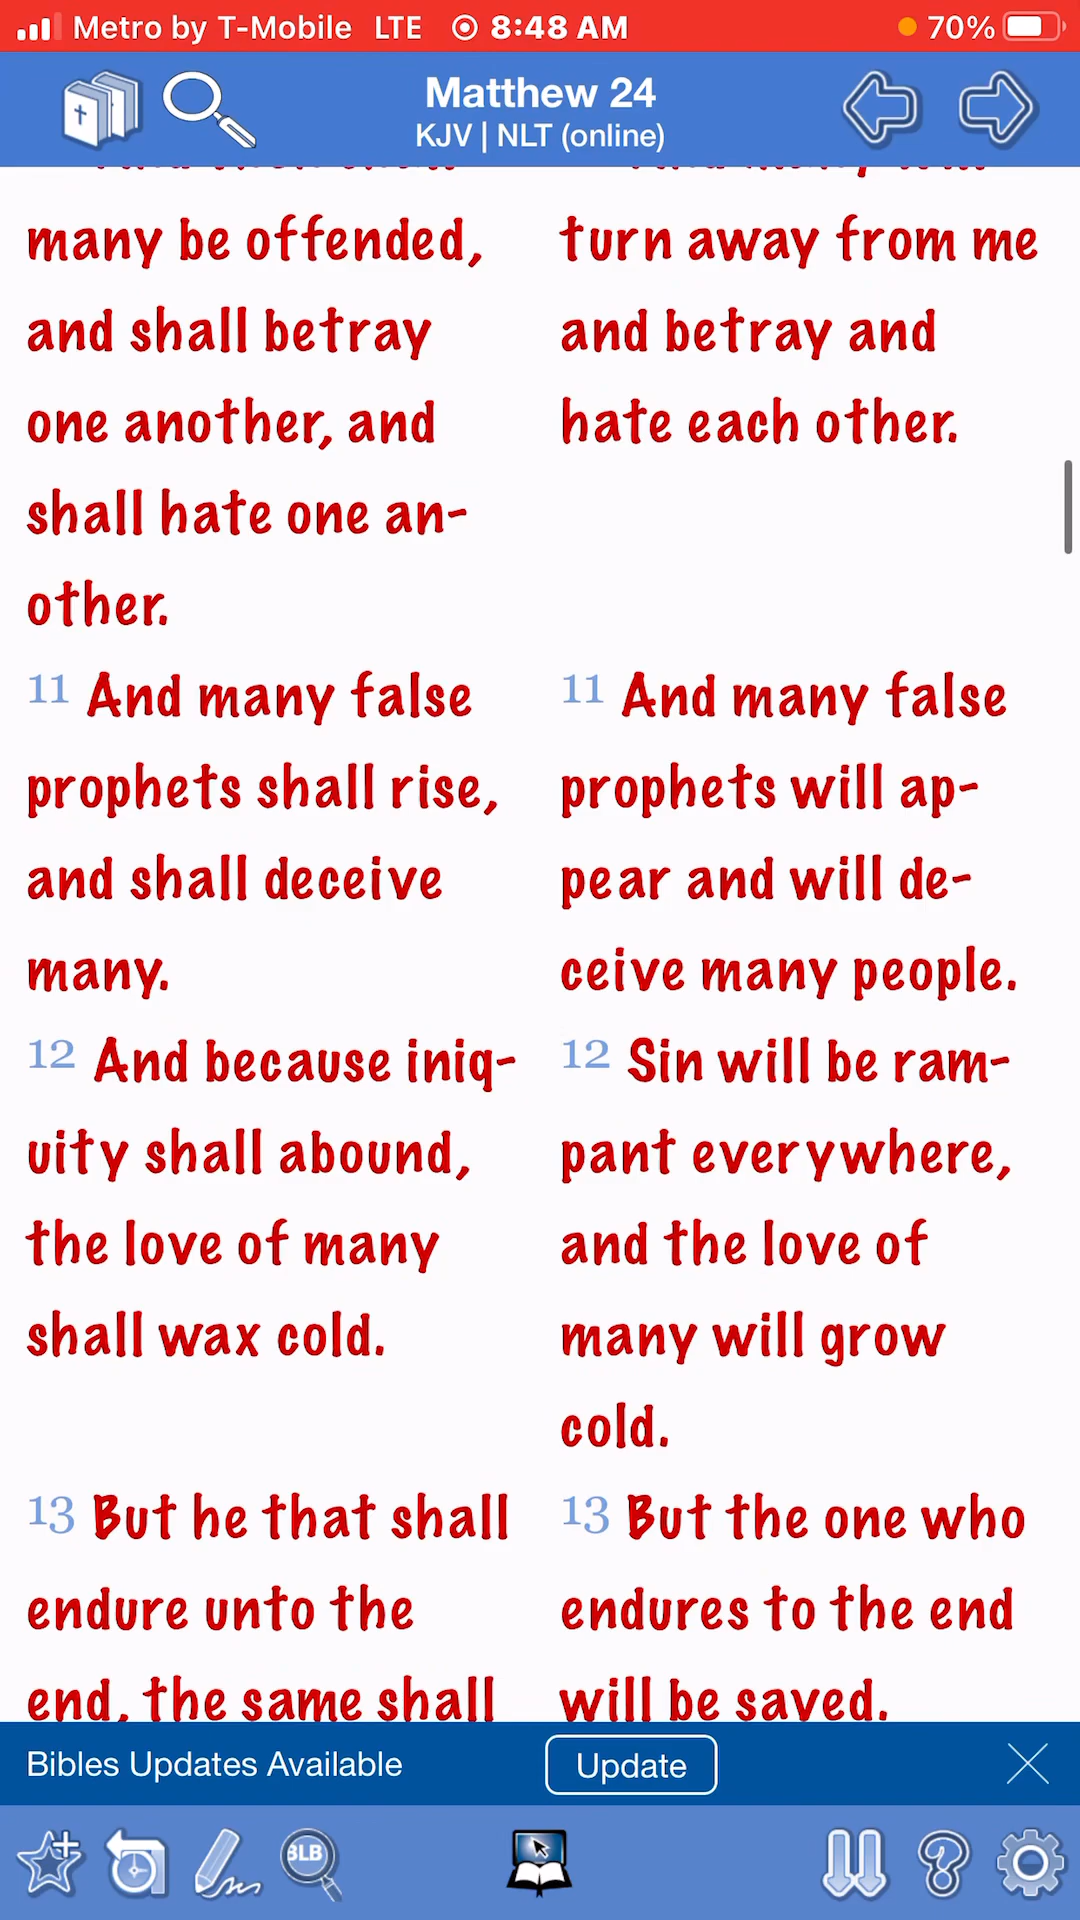 Metro by T-Mobile LTE 8:48 AM 70%
Matthew 24
KJV | NLT (online)
many be offended,
and shall betray
one another, and
shall hate one an-
other.
11 And many false
prophets shall rise,
and shall deceive
many.
12 And because iniq-
uity shall abound,
the love of many
shall wax cold.
13 But he that shall
endure unto the
end, the same shall
turn away from me
and betray and
hate each other.
11 And many false
prophets will ap-
pear and will de-
ceive many people.
12 Sin will be ram-
pant everywhere,
and the love of
many will grow
cold.
13 But the one who
endures to the end
will be saved.
Bibles Updates Available
Update
BLB